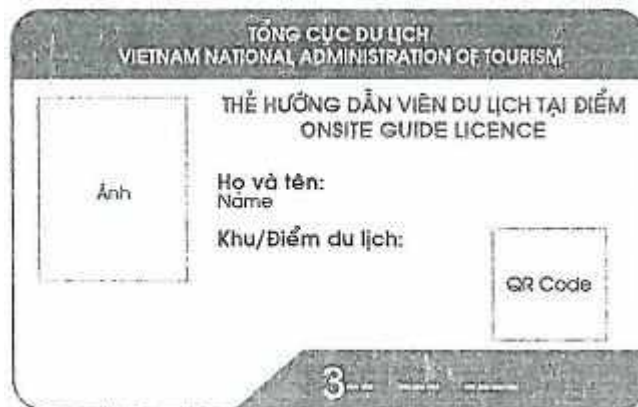 TỔNG CỤC DU LỊCH
VIETNAM NATIONAL ADMINISTRATION OF TOURISM
THẺ HƯỚNG DẪN VIÊN DU LỊCH TẠI ĐIỂM
ONSITE GUIDE LICENCE
Ảnh
Họ và tên:
Name
Khu/Điểm du lịch:
QR Code
3-- --- ----